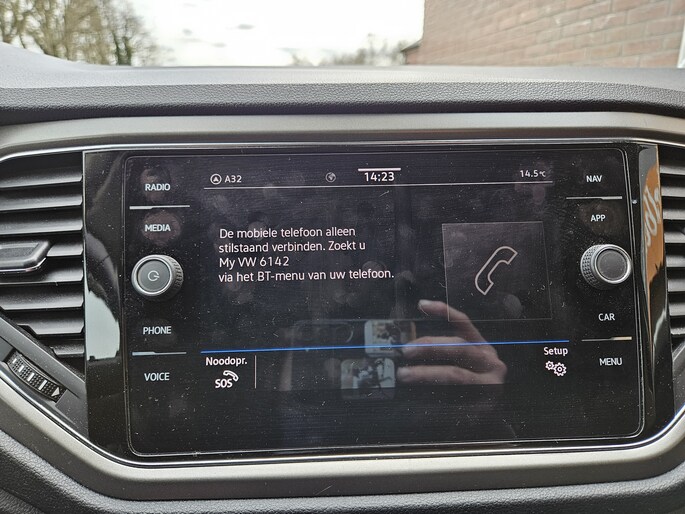 RADIO
A32
14:23
14.5°C
NAV
MEDIA
APP
De mobiele telefoon alleen
stilstaand verbinden. Zoekt u
My VW 6142
via het BT-menu van uw telefoon.
PHONE
CAR
VOICE
Noodopr.
SOS
Setup
MENU